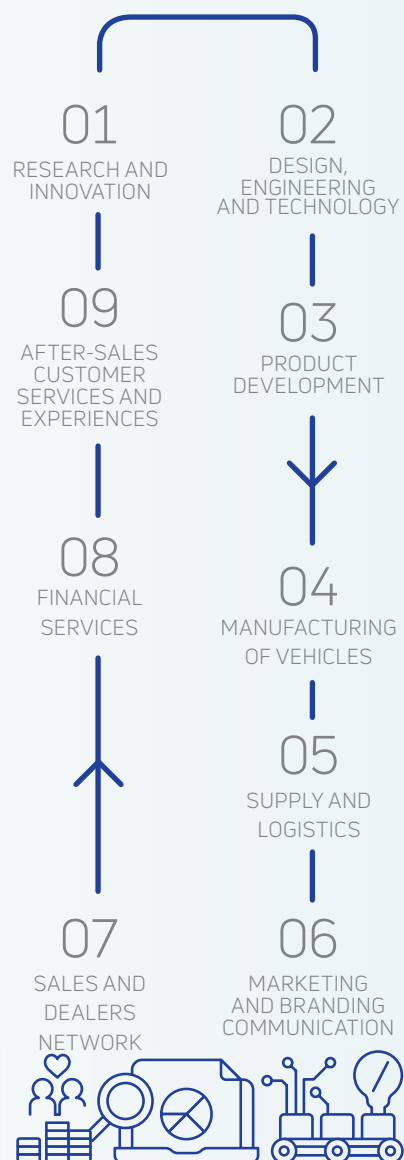 01
RESEARCH AND
INNOVATION
02
DESIGN,
ENGINEERING
AND TECHNOLOGY
03
PRODUCT
DEVELOPMENT
04
MANUFACTURING
OF VEHICLES
05
SUPPLY AND
LOGISTICS
06
MARKETING
AND BRANDING
COMMUNICATION
07
SALES AND
DEALERS
NETWORK
08
FINANCIAL
SERVICES
09
AFTER-SALES
CUSTOMER
SERVICES AND
EXPERIENCES